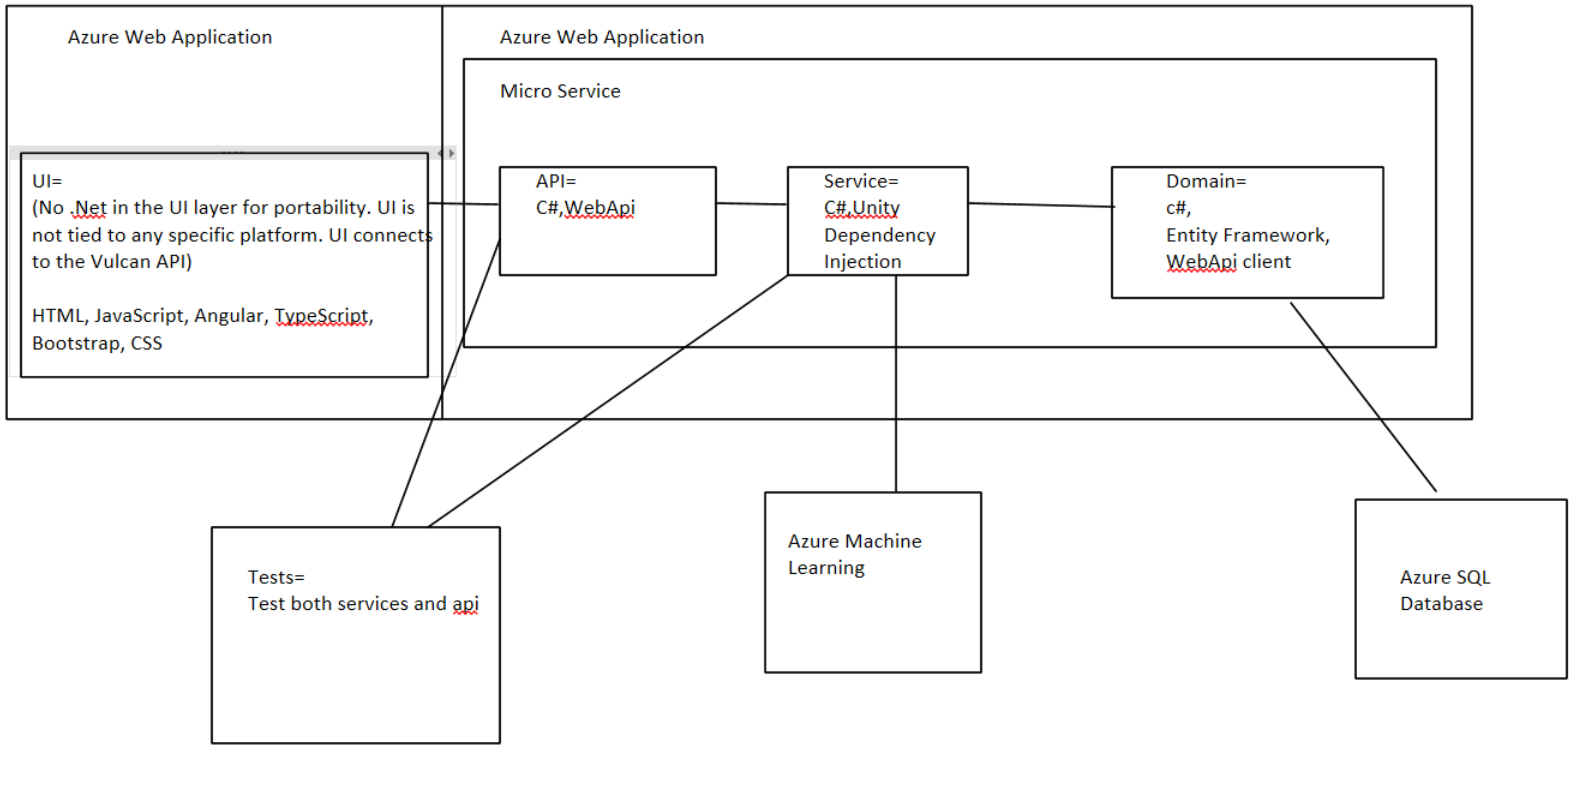 Azure Web Application
Azure Web Application
Micro Service
UI=
(No .Net in the UI layer for portability. UI is
not tied to any specific platform. UI connects
to the Vulcan API)
HTML, JavaScript, Angular, TypeScript,
Bootstrap, CSS
API=
C#,WebApi
Service=
C#,Unity
Dependency
Injection
Domain=
c#,
Entity Framework,
WebApi client
Tests=
Test both services and api
Azure Machine
Learning
Azure SQL
Database